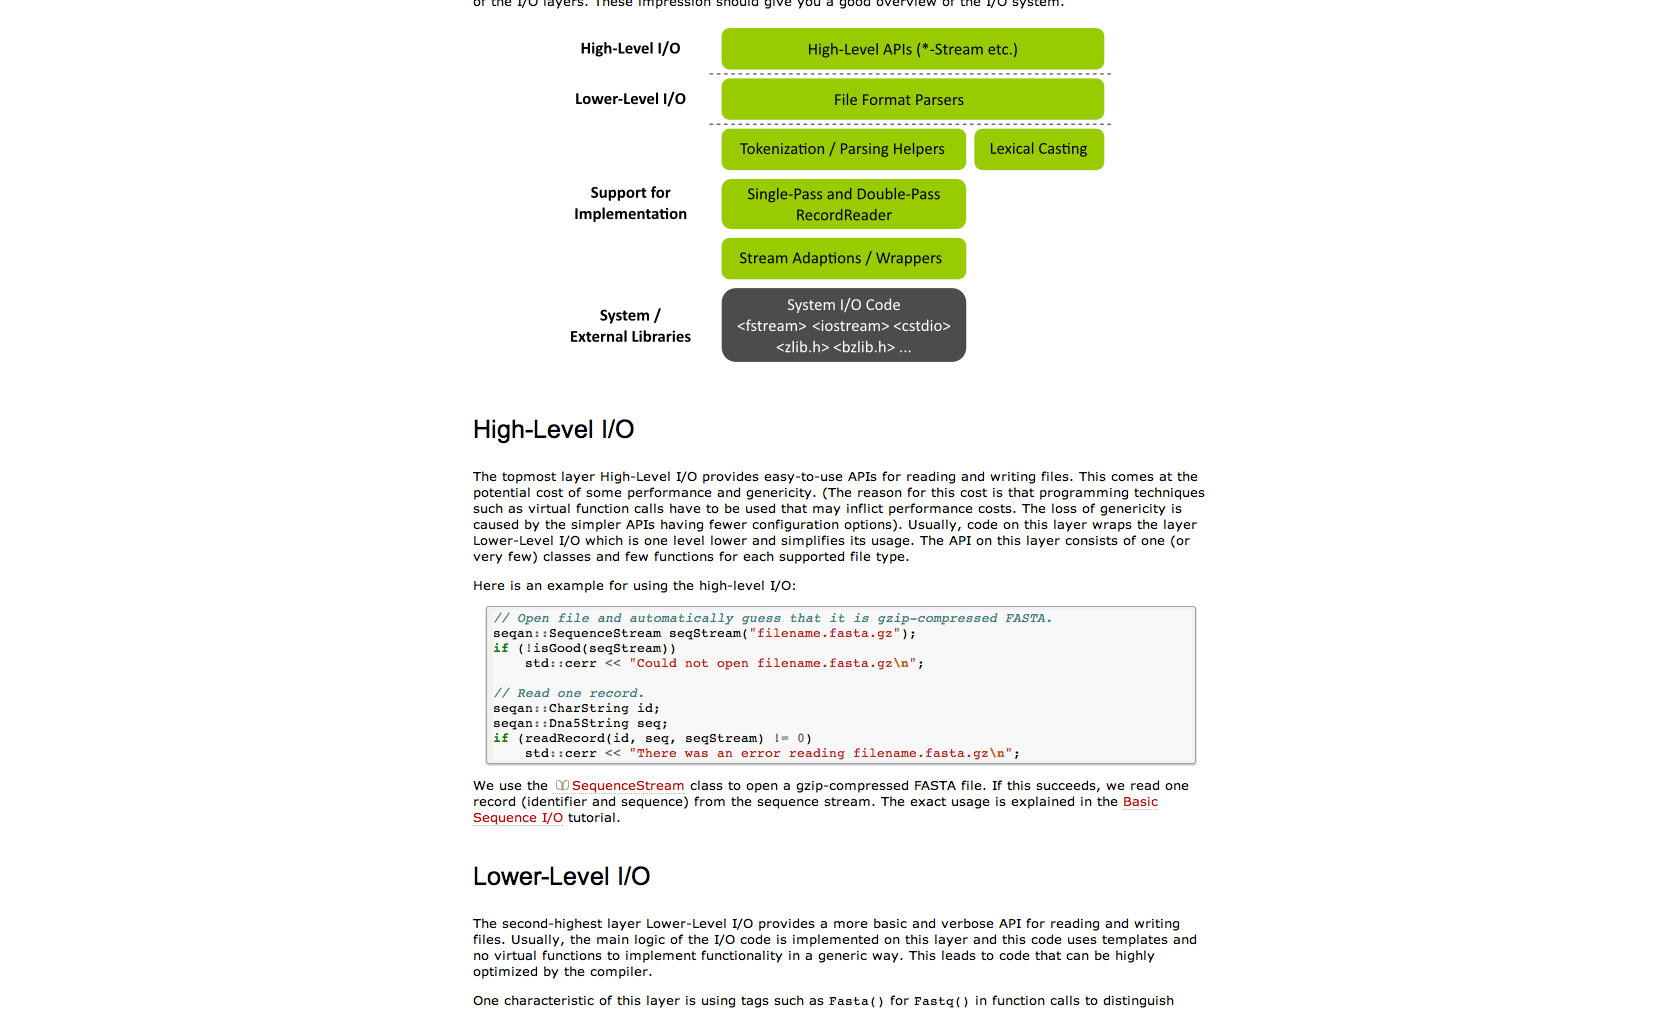 of the I/O layers. These impression should give you a good overview of the I/O system.
High-Level I/O
High-Level APIs (*-Stream etc.)
Lower-Level I/O
File Format Parsers
Tokenization / Parsing Helpers
Lexical Casting
Support for
Implementation
Single-Pass and Double-Pass
RecordReader
Stream Adaptions / Wrappers
System /
External Libraries
System I/O Code
<fstream> <iostream> <cstdio>
<zlib.h> <bzlib.h> ...
High-Level I/O
The topmost layer High-Level I/O provides easy-to-use APIs for reading and writing files. This comes at the
potential cost of some performance and genericity. (The reason for this cost is that programming techniques
such as virtual function calls have to be used that may inflict performance costs. The loss of genericity is
caused by the simpler APIs having fewer configuration options). Usually, code on this layer wraps the layer
Lower-Level I/O which is one level lower and simplifies its usage. The API on this layer consists of one (or
very few) classes and few functions for each supported file type.
Here is an example for using the high-level I/O:
// Open file and automatically guess that it is gzip-compressed FASTA.
seqan::SequenceStream seqStream("filename.fasta.gz");
if (!isGood(seqStream))
    std::cerr << "Could not open filename.fasta.gz\n";
// Read one record.
seqan::CharString id;
seqan::Dna5String seq;
if (readRecord(id, seq, seqStream) != 0)
    std::cerr << "There was an error reading filename.fasta.gz\n";
We use the SequenceStream class to open a gzip-compressed FASTA file. If this succeeds, we read one
record (identifier and sequence) from the sequence stream. The exact usage is explained in the Basic
Sequence I/O tutorial.
Lower-Level I/O
The second-highest layer Lower-Level I/O provides a more basic and verbose API for reading and writing
files. Usually, the main logic of the I/O code is implemented on this layer and this code uses templates and
no virtual functions to implement functionality in a generic way. This leads to code that can be highly
optimized by the compiler.
One characteristic of this layer is using tags such as Fasta() for Fastq() in function calls to distinguish